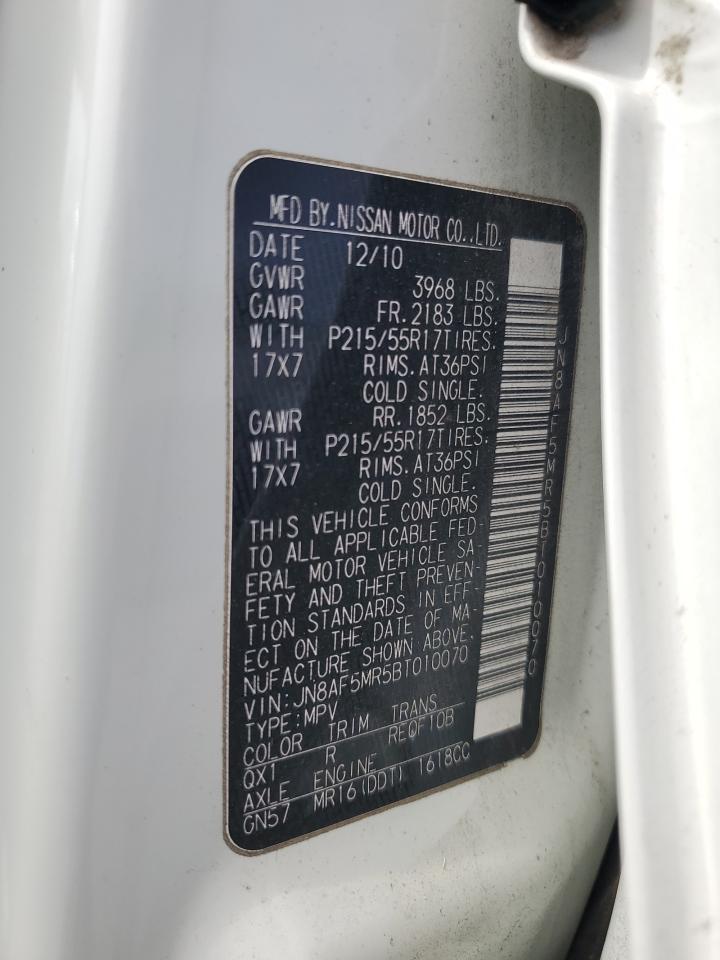 MFD BY.NISSAN MOTOR CO.,LTD.
DATE 12/10
GVWR 3968 LBS.
GAWR FR. 2183 LBS.
WITH P215/55R17TIRES.
17X7 RIMS. AT36PSI
COLD SINGLE.
GAWR RR. 1852 LBS.
WITH P215/55R17TIRES.
17X7 RIMS. AT36PSI
COLD SINGLE.
THIS VEHICLE CONFORMS
TO ALL APPLICABLE FED-
ERAL MOTOR VEHICLE SA-
FETY AND THEFT PREVEN-
TION STANDARDS IN EFF-
ECT ON THE DATE OF MA-
NUFACTURE SHOWN ABOVE.
VIN:JN8AF5MR5BT010070
TYPE:MPV
COLOR TRIM TRANS
QX1 R RE0F10B
AXLE ENGINE
GN57 MR16(DDT) 1618CC
JN8AF5MR5BT010070